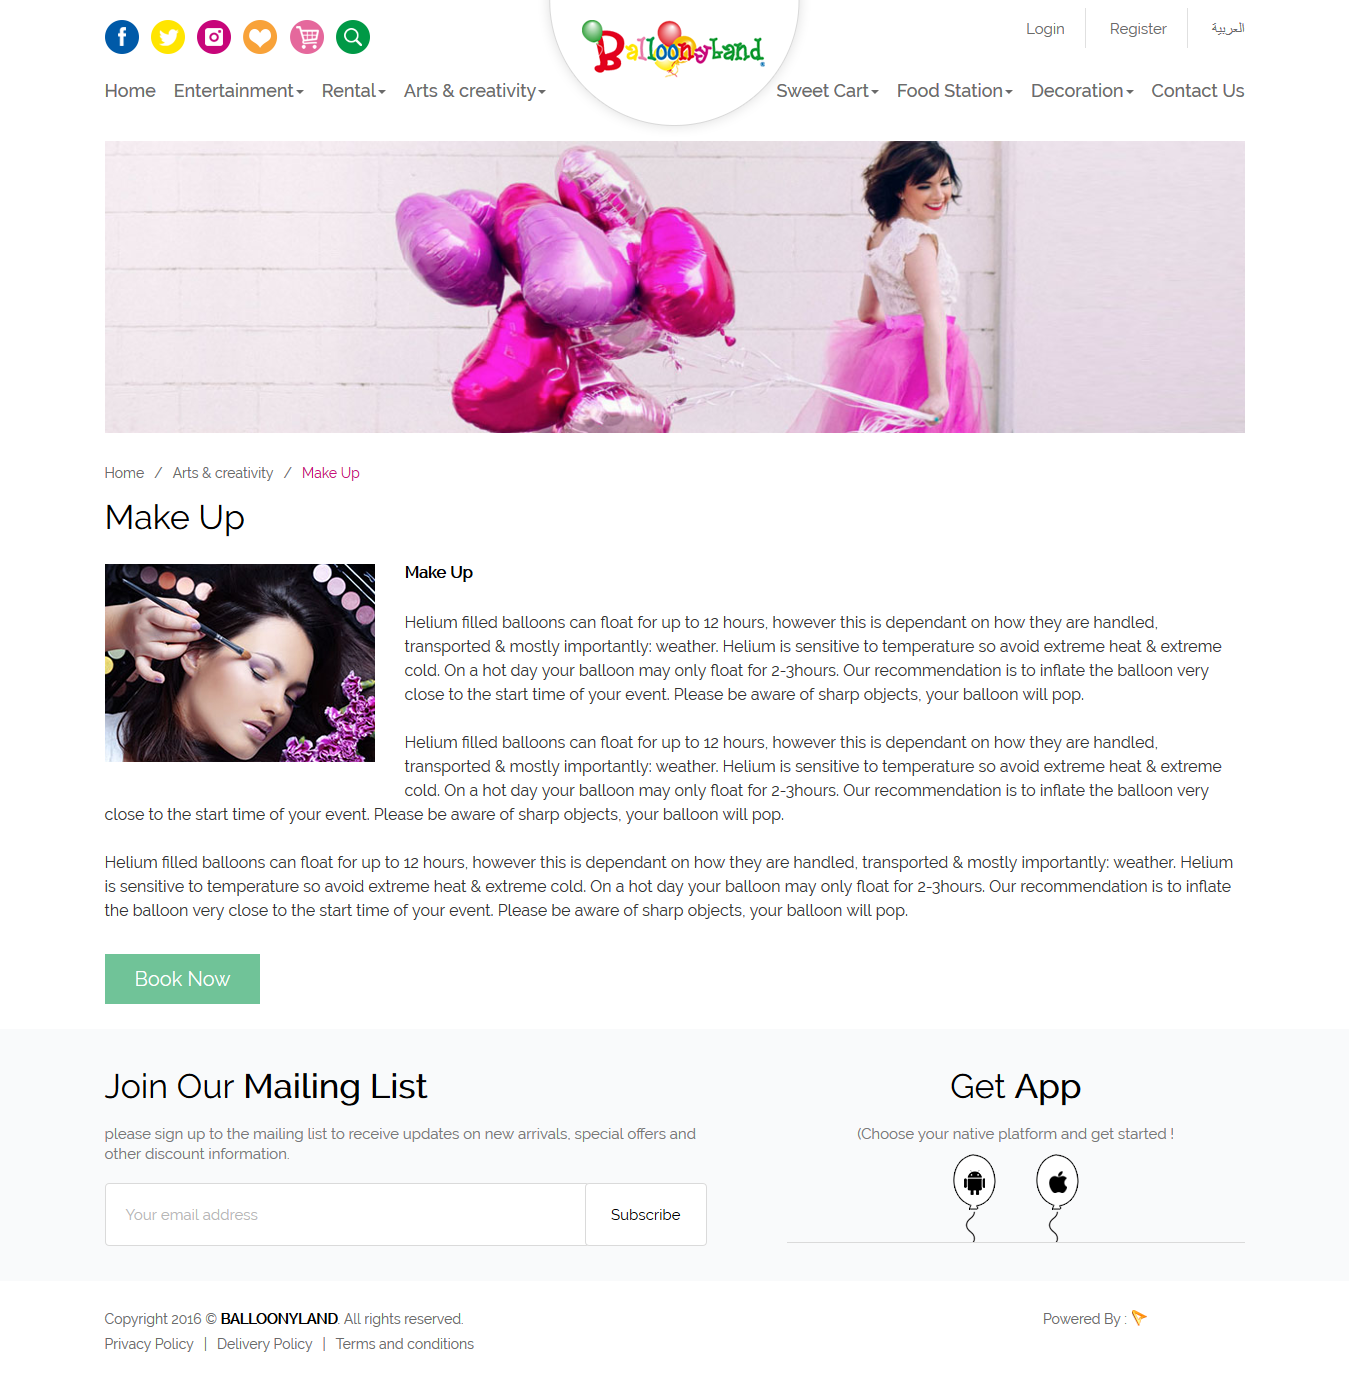 Login
Register
العربية
BalloonyLand
Home
Entertainment
Rental
Arts & creativity
Sweet Cart
Food Station
Decoration
Contact Us
Home / Arts & creativity / Make Up
Make Up
Make Up
Helium filled balloons can float for up to 12 hours, however this is dependant on how they are handled,
transported & mostly importantly: weather. Helium is sensitive to temperature so avoid extreme heat & extreme
cold. On a hot day your balloon may only float for 2-3hours. Our recommendation is to inflate the balloon very
close to the start time of your event. Please be aware of sharp objects, your balloon will pop.
Helium filled balloons can float for up to 12 hours, however this is dependant on how they are handled,
transported & mostly importantly: weather. Helium is sensitive to temperature so avoid extreme heat & extreme
cold. On a hot day your balloon may only float for 2-3hours. Our recommendation is to inflate the balloon very
close to the start time of your event. Please be aware of sharp objects, your balloon will pop.
Helium filled balloons can float for up to 12 hours, however this is dependant on how they are handled, transported & mostly importantly: weather. Helium
is sensitive to temperature so avoid extreme heat & extreme cold. On a hot day your balloon may only float for 2-3hours. Our recommendation is to inflate
the balloon very close to the start time of your event. Please be aware of sharp objects, your balloon will pop.
Book Now
Join Our Mailing List
please sign up to the mailing list to receive updates on new arrivals, special offers and
other discount information.
Your email address
Subscribe
Get App
(Choose your native platform and get started !
Copyright 2016 © BALLOONYLAND. All rights reserved.
Privacy Policy | Delivery Policy | Terms and conditions
Powered By :